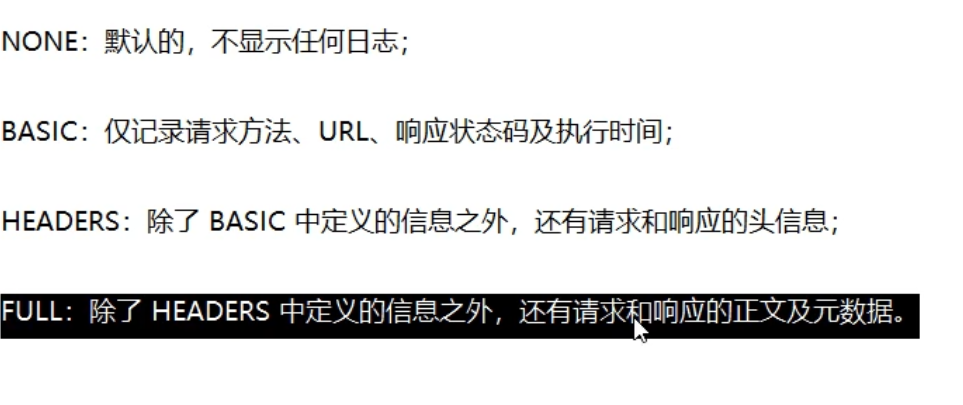 NONE：默认的，不显示任何日志；
BASIC：仅记录请求方法、URL、响应状态码及执行时间；
HEADERS：除了 BASIC 中定义的信息之外，还有请求和响应的头信息；
FULL：除了 HEADERS 中定义的信息之外，还有请求和响应的正文及元数据。